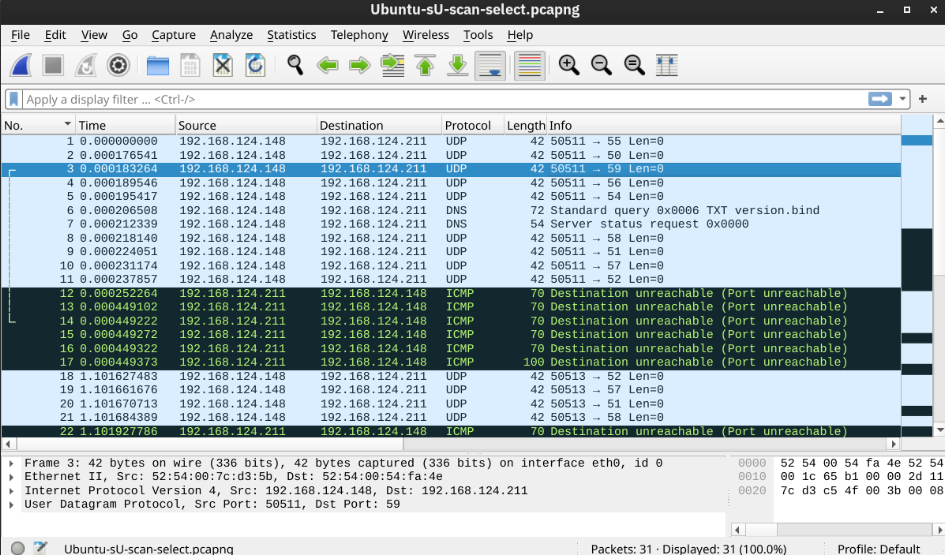 Ubuntu-sU-scan-select.pcapng
File Edit View Go Capture Analyze Statistics Telephony Wireless Tools Help
Apply a display filter ... <Ctrl-/>
No. Time Source Destination Protocol Length Info
1 0.000000000 192.168.124.148 192.168.124.211 UDP 42 50511 → 55 Len=0
2 0.000176541 192.168.124.148 192.168.124.211 UDP 42 50511 → 50 Len=0
3 0.000183264 192.168.124.148 192.168.124.211 UDP 42 50511 → 59 Len=0
4 0.000189546 192.168.124.148 192.168.124.211 UDP 42 50511 → 56 Len=0
5 0.000195417 192.168.124.148 192.168.124.211 UDP 42 50511 → 54 Len=0
6 0.000206508 192.168.124.148 192.168.124.211 DNS 72 Standard query 0x0006 TXT version.bind
7 0.000212339 192.168.124.148 192.168.124.211 DNS 54 Server status request 0x0000
8 0.000218140 192.168.124.148 192.168.124.211 UDP 42 50511 → 58 Len=0
9 0.000224051 192.168.124.148 192.168.124.211 UDP 42 50511 → 51 Len=0
10 0.000231174 192.168.124.148 192.168.124.211 UDP 42 50511 → 57 Len=0
11 0.000237857 192.168.124.148 192.168.124.211 UDP 42 50511 → 52 Len=0
12 0.000252264 192.168.124.211 192.168.124.148 ICMP 70 Destination unreachable (Port unreachable)
13 0.000449102 192.168.124.211 192.168.124.148 ICMP 70 Destination unreachable (Port unreachable)
14 0.000449222 192.168.124.211 192.168.124.148 ICMP 70 Destination unreachable (Port unreachable)
15 0.000449272 192.168.124.211 192.168.124.148 ICMP 70 Destination unreachable (Port unreachable)
16 0.000449322 192.168.124.211 192.168.124.148 ICMP 70 Destination unreachable (Port unreachable)
17 0.000449373 192.168.124.211 192.168.124.148 ICMP 100 Destination unreachable (Port unreachable)
18 1.101627483 192.168.124.148 192.168.124.211 UDP 42 50513 → 52 Len=0
19 1.101661676 192.168.124.148 192.168.124.211 UDP 42 50513 → 57 Len=0
20 1.101670713 192.168.124.148 192.168.124.211 UDP 42 50513 → 51 Len=0
21 1.101684389 192.168.124.148 192.168.124.211 UDP 42 50513 → 58 Len=0
22 1.101927786 192.168.124.211 192.168.124.148 ICMP 70 Destination unreachable (Port unreachable)
Frame 3: 42 bytes on wire (336 bits), 42 bytes captured (336 bits) on interface eth0, id 0
Ethernet II, Src: 52:54:00:7c:d3:5b, Dst: 52:54:00:54:fa:4e
Internet Protocol Version 4, Src: 192.168.124.148, Dst: 192.168.124.211
User Datagram Protocol, Src Port: 50511, Dst Port: 59
0000 52 54 00 54 fa 4e 52 54
0010 00 1c 65 b1 00 00 2d 11
0020 7c d3 c5 4f 00 3b 00 08
Ubuntu-sU-scan-select.pcapng
Packets: 31 · Displayed: 31 (100.0%)
Profile: Default